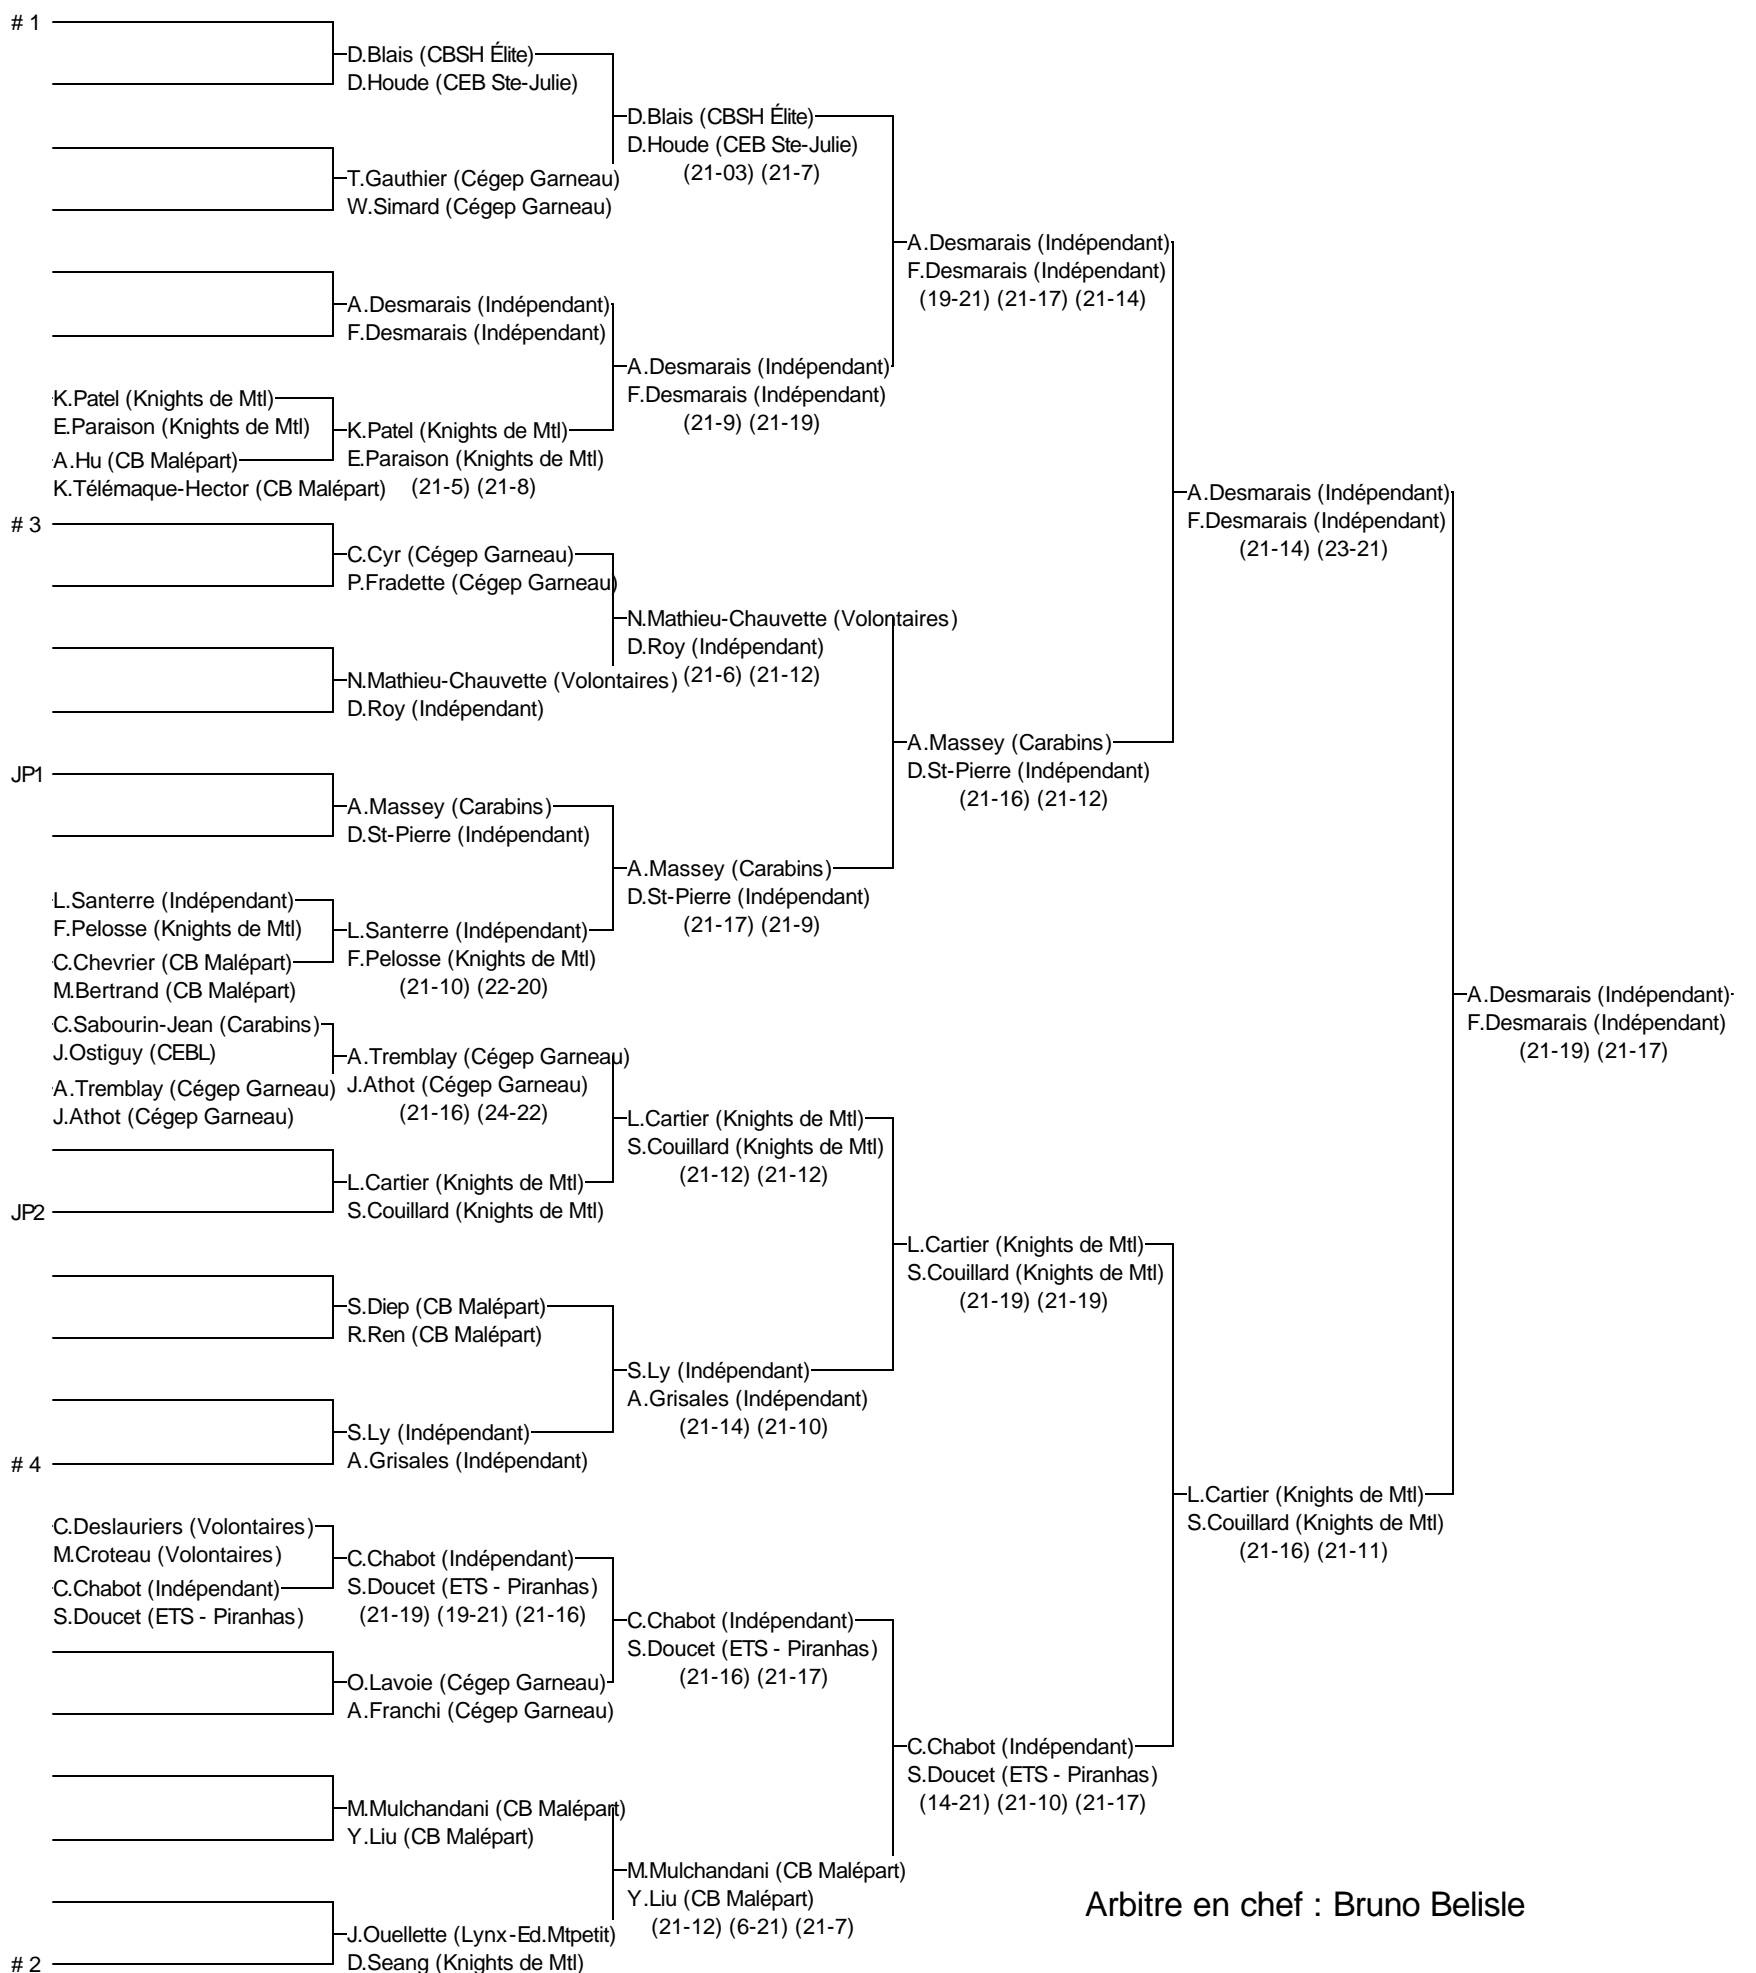 # 1
D.Blais (CBSH Élite)
D.Houde (CEB Ste-Julie)
D.Blais (CBSH Élite)
D.Houde (CEB Ste-Julie)
(21-03) (21-7)
T.Gauthier (Cégep Garneau)
W.Simard (Cégep Garneau)
A.Desmarais (Indépendant)
F.Desmarais (Indépendant)
(19-21) (21-17) (21-14)
A.Desmarais (Indépendant)
F.Desmarais (Indépendant)
A.Desmarais (Indépendant)
F.Desmarais (Indépendant)
(21-9) (21-19)
K.Patel (Knights de Mtl)
E.Paraison (Knights de Mtl)
K.Patel (Knights de Mtl)
E.Paraison (Knights de Mtl)
(21-5) (21-8)
A.Hu (CB Malépart)
K.Télémaque-Hector (CB Malépart)
A.Desmarais (Indépendant)
F.Desmarais (Indépendant)
(21-14) (23-21)
# 3
C.Cyr (Cégep Garneau)
P.Fradette (Cégep Garneau)
N.Mathieu-Chauvette (Volontaires)
D.Roy (Indépendant)
(21-6) (21-12)
N.Mathieu-Chauvette (Volontaires)
D.Roy (Indépendant)
A.Massey (Carabins)
D.St-Pierre (Indépendant)
(21-16) (21-12)
JP1
A.Massey (Carabins)
D.St-Pierre (Indépendant)
A.Massey (Carabins)
D.St-Pierre (Indépendant)
(21-17) (21-9)
L.Santerre (Indépendant)
F.Pelosse (Knights de Mtl)
L.Santerre (Indépendant)
F.Pelosse (Knights de Mtl)
(21-10) (22-20)
C.Chevrier (CB Malépart)
M.Bertrand (CB Malépart)
A.Desmarais (Indépendant)
F.Desmarais (Indépendant)
(21-19) (21-17)
C.Sabourin-Jean (Carabins)
J.Ostiguy (CEBL)
A.Tremblay (Cégep Garneau)
J.Athot (Cégep Garneau)
(21-16) (24-22)
A.Tremblay (Cégep Garneau)
J.Athot (Cégep Garneau)
L.Cartier (Knights de Mtl)
S.Couillard (Knights de Mtl)
(21-12) (21-12)
L.Cartier (Knights de Mtl)
S.Couillard (Knights de Mtl)
JP2
L.Cartier (Knights de Mtl)
S.Couillard (Knights de Mtl)
(21-19) (21-19)
S.Diep (CB Malépart)
R.Ren (CB Malépart)
S.Ly (Indépendant)
A.Grisales (Indépendant)
(21-14) (21-10)
S.Ly (Indépendant)
A.Grisales (Indépendant)
# 4
L.Cartier (Knights de Mtl)
S.Couillard (Knights de Mtl)
(21-16) (21-11)
C.Deslauriers (Volontaires)
M.Croteau (Volontaires)
C.Chabot (Indépendant)
S.Doucet (ETS - Piranhas)
(21-19) (19-21) (21-16)
C.Chabot (Indépendant)
S.Doucet (ETS - Piranhas)
C.Chabot (Indépendant)
S.Doucet (ETS - Piranhas)
(21-16) (21-17)
O.Lavoie (Cégep Garneau)
A.Franchi (Cégep Garneau)
C.Chabot (Indépendant)
S.Doucet (ETS - Piranhas)
(14-21) (21-10) (21-17)
M.Mulchandani (CB Malépart)
Y.Liu (CB Malépart)
M.Mulchandani (CB Malépart)
Y.Liu (CB Malépart)
(21-12) (6-21) (21-7)
J.Ouellette (Lynx-Ed.Mtpetit)
D.Seang (Knights de Mtl)
# 2
Arbitre en chef : Bruno Belisle